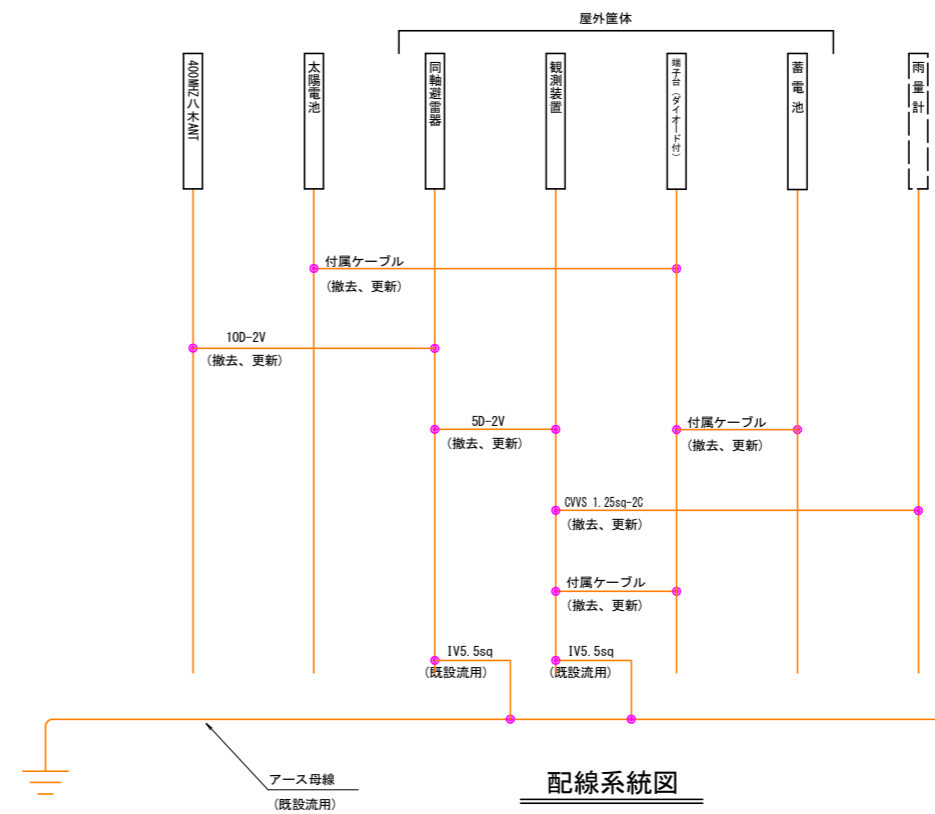 屋外筐体
400MHZ八木ANT
太陽電池
同軸避雷器
観測装置
端子台（ダイオード付）
蓄電池
雨量計
付属ケーブル
(撤去、更新)
10D-2V
(撤去、更新)
5D-2V
(撤去、更新)
付属ケーブル
(撤去、更新)
CVVS 1.25sq-2C
(撤去、更新)
付属ケーブル
(撤去、更新)
IV5.5sq
(既設流用)
IV5.5sq
(既設流用)
アース母線
(既設流用)
配線系統図